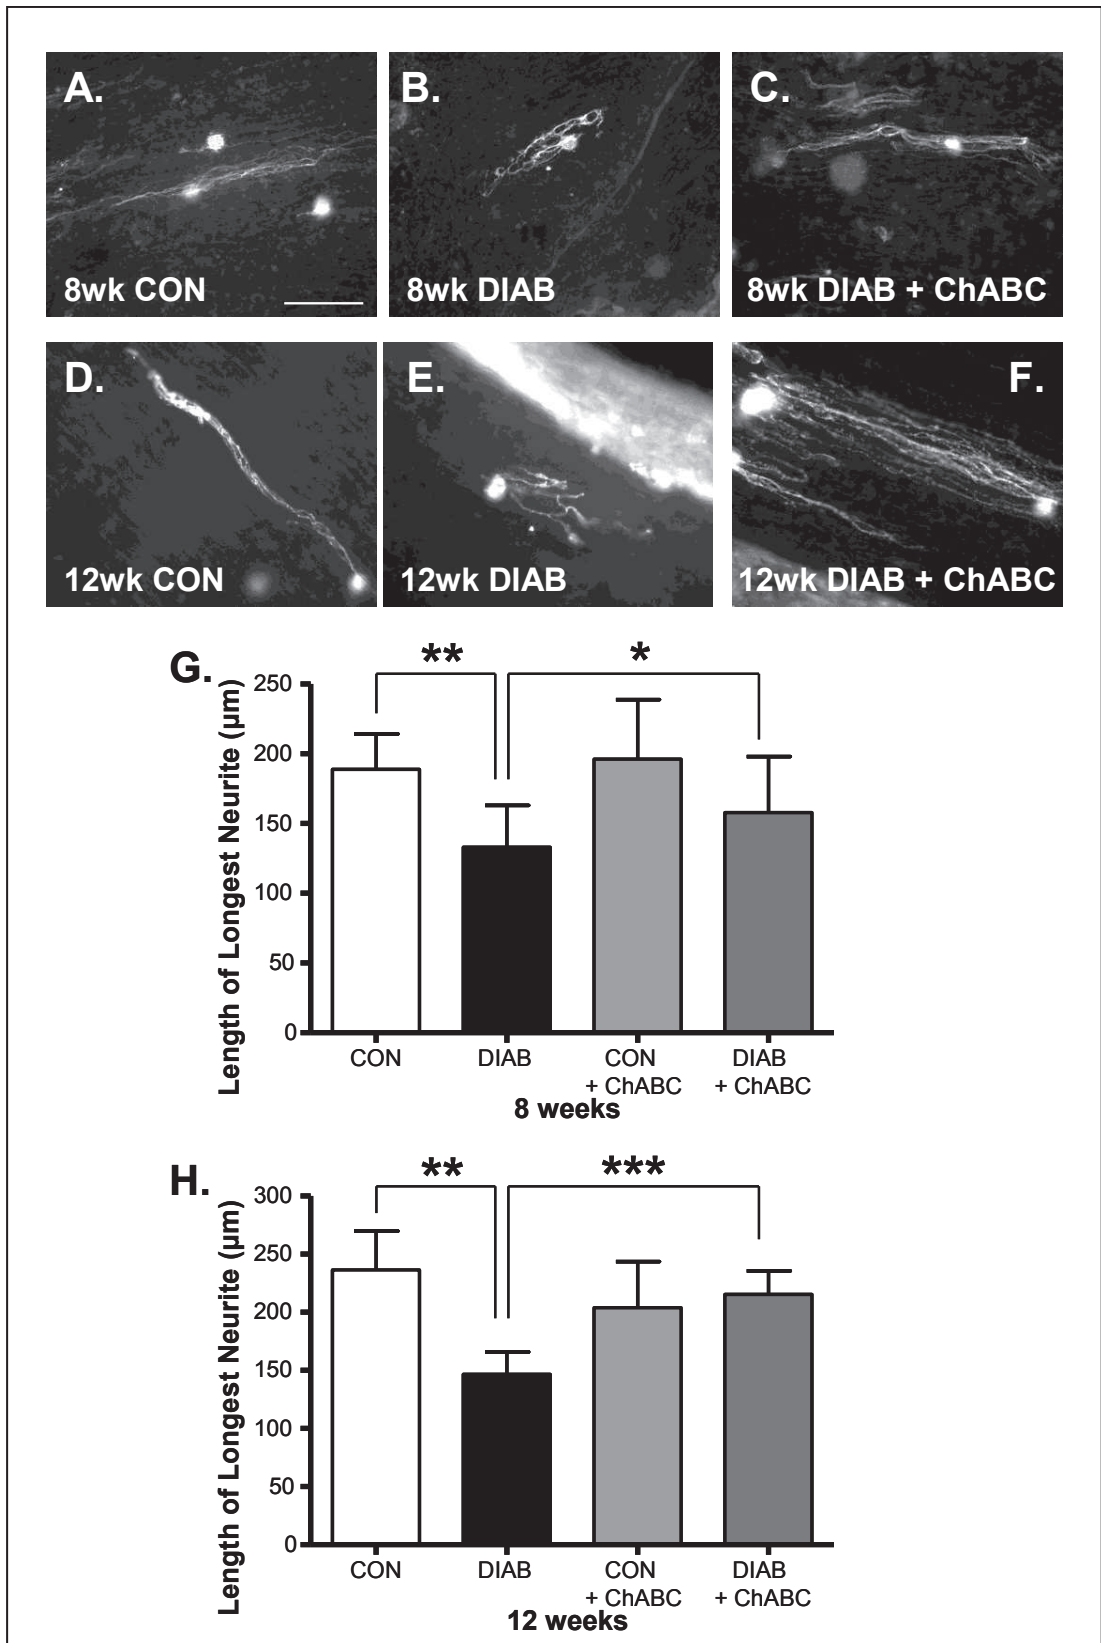 A.
8wk CON
B.
8wk DIAB
C.
8wk DIAB + ChABC
D.
12wk CON
E.
12wk DIAB
F.
12wk DIAB + ChABC
G.
**
*
Length of Longest Neurite (µm)
250
200
150
100
50
0
CON
DIAB
CON
+ ChABC
DIAB
+ ChABC
8 weeks
H.
**
***
Length of Longest Neurite (µm)
300
250
200
150
100
50
0
CON
DIAB
CON
+ ChABC
DIAB
+ ChABC
12 weeks